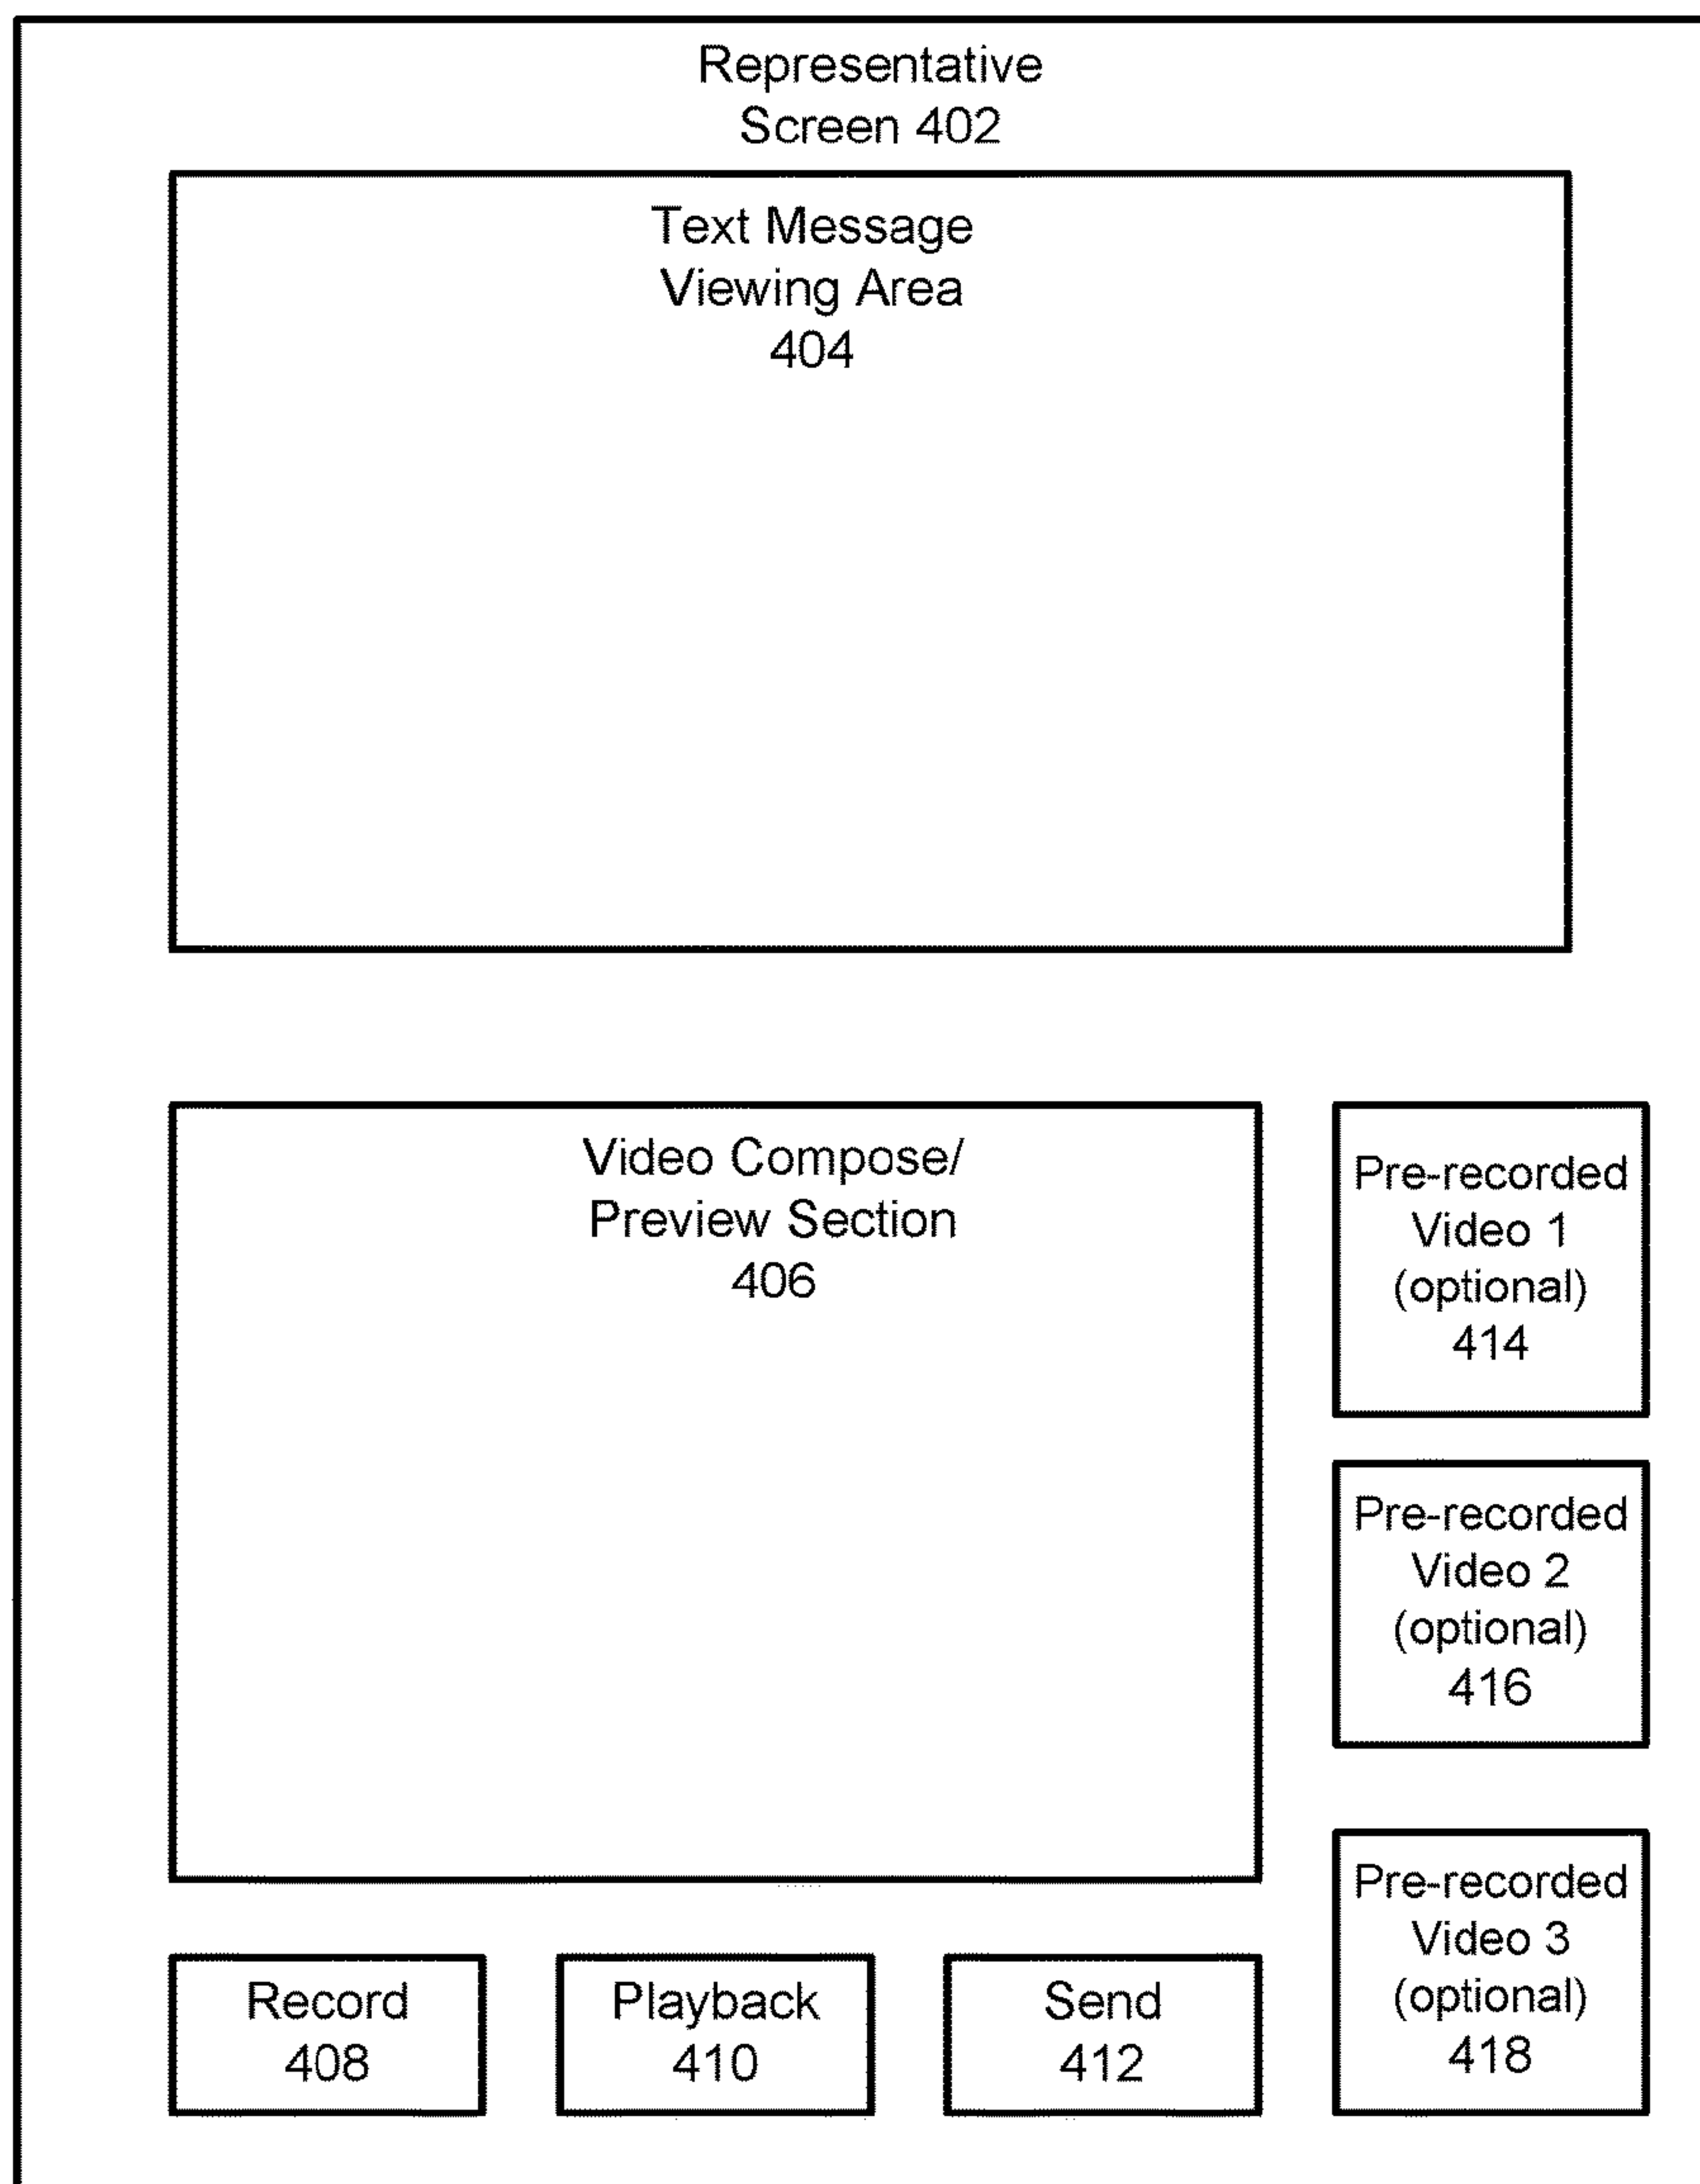 Representative
Screen 402
Text Message
Viewing Area
404
Video Compose/
Preview Section
406
Pre-recorded
Video 1
(optional)
414
Pre-recorded
Video 2
(optional)
416
Pre-recorded
Video 3
(optional)
418
Record
408
Playback
410
Send
412